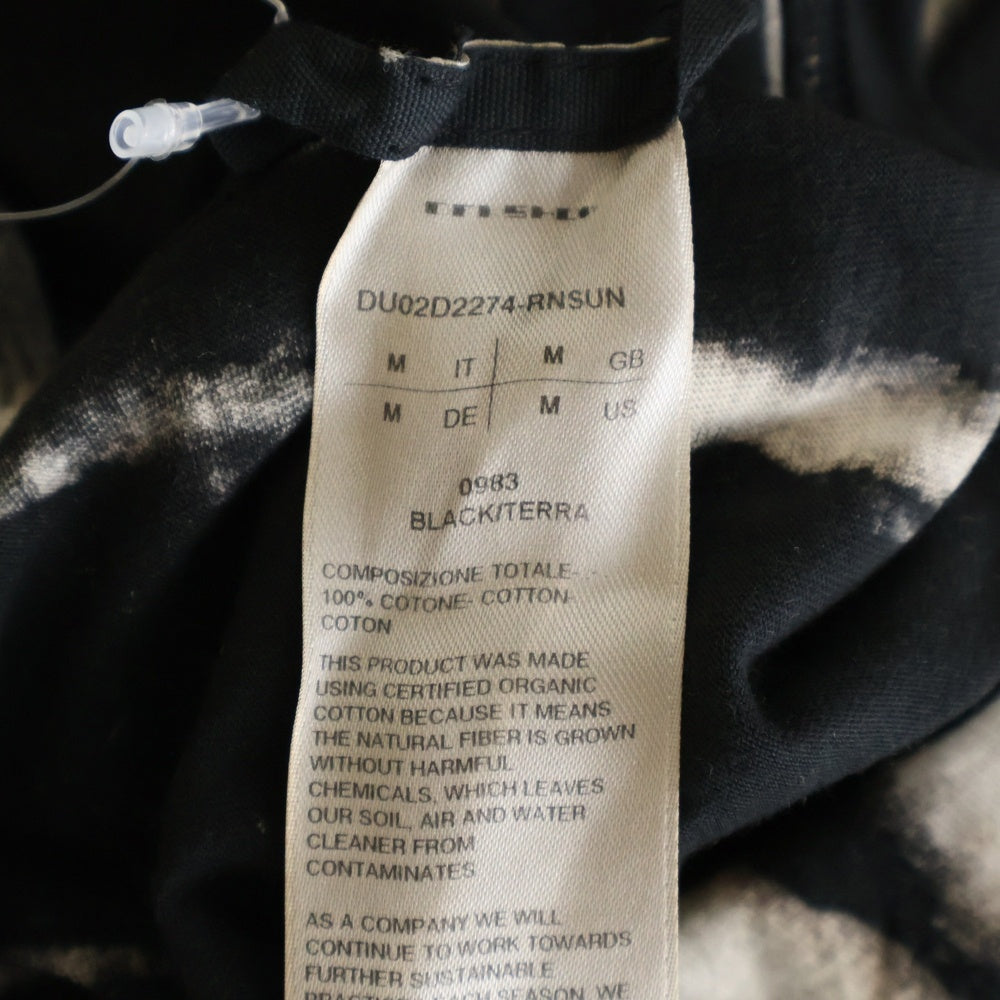 DU02D2274-RNSUN
M IT M GB
M DE M US
0983
BLACK/TERRA
COMPOSIZIONE TOTALE-
100% COTONE- COTTON-
COTON
THIS PRODUCT WAS MADE
USING CERTIFIED ORGANIC
COTTON BECAUSE IT MEANS
THE NATURAL FIBER IS GROWN
WITHOUT HARMFUL
CHEMICALS, WHICH LEAVES
OUR SOIL, AIR AND WATER
CLEANER FROM
CONTAMINATES
AS A COMPANY WE WILL
CONTINUE TO WORK TOWARDS
FURTHER SUSTAINABLE
SEASON, WE